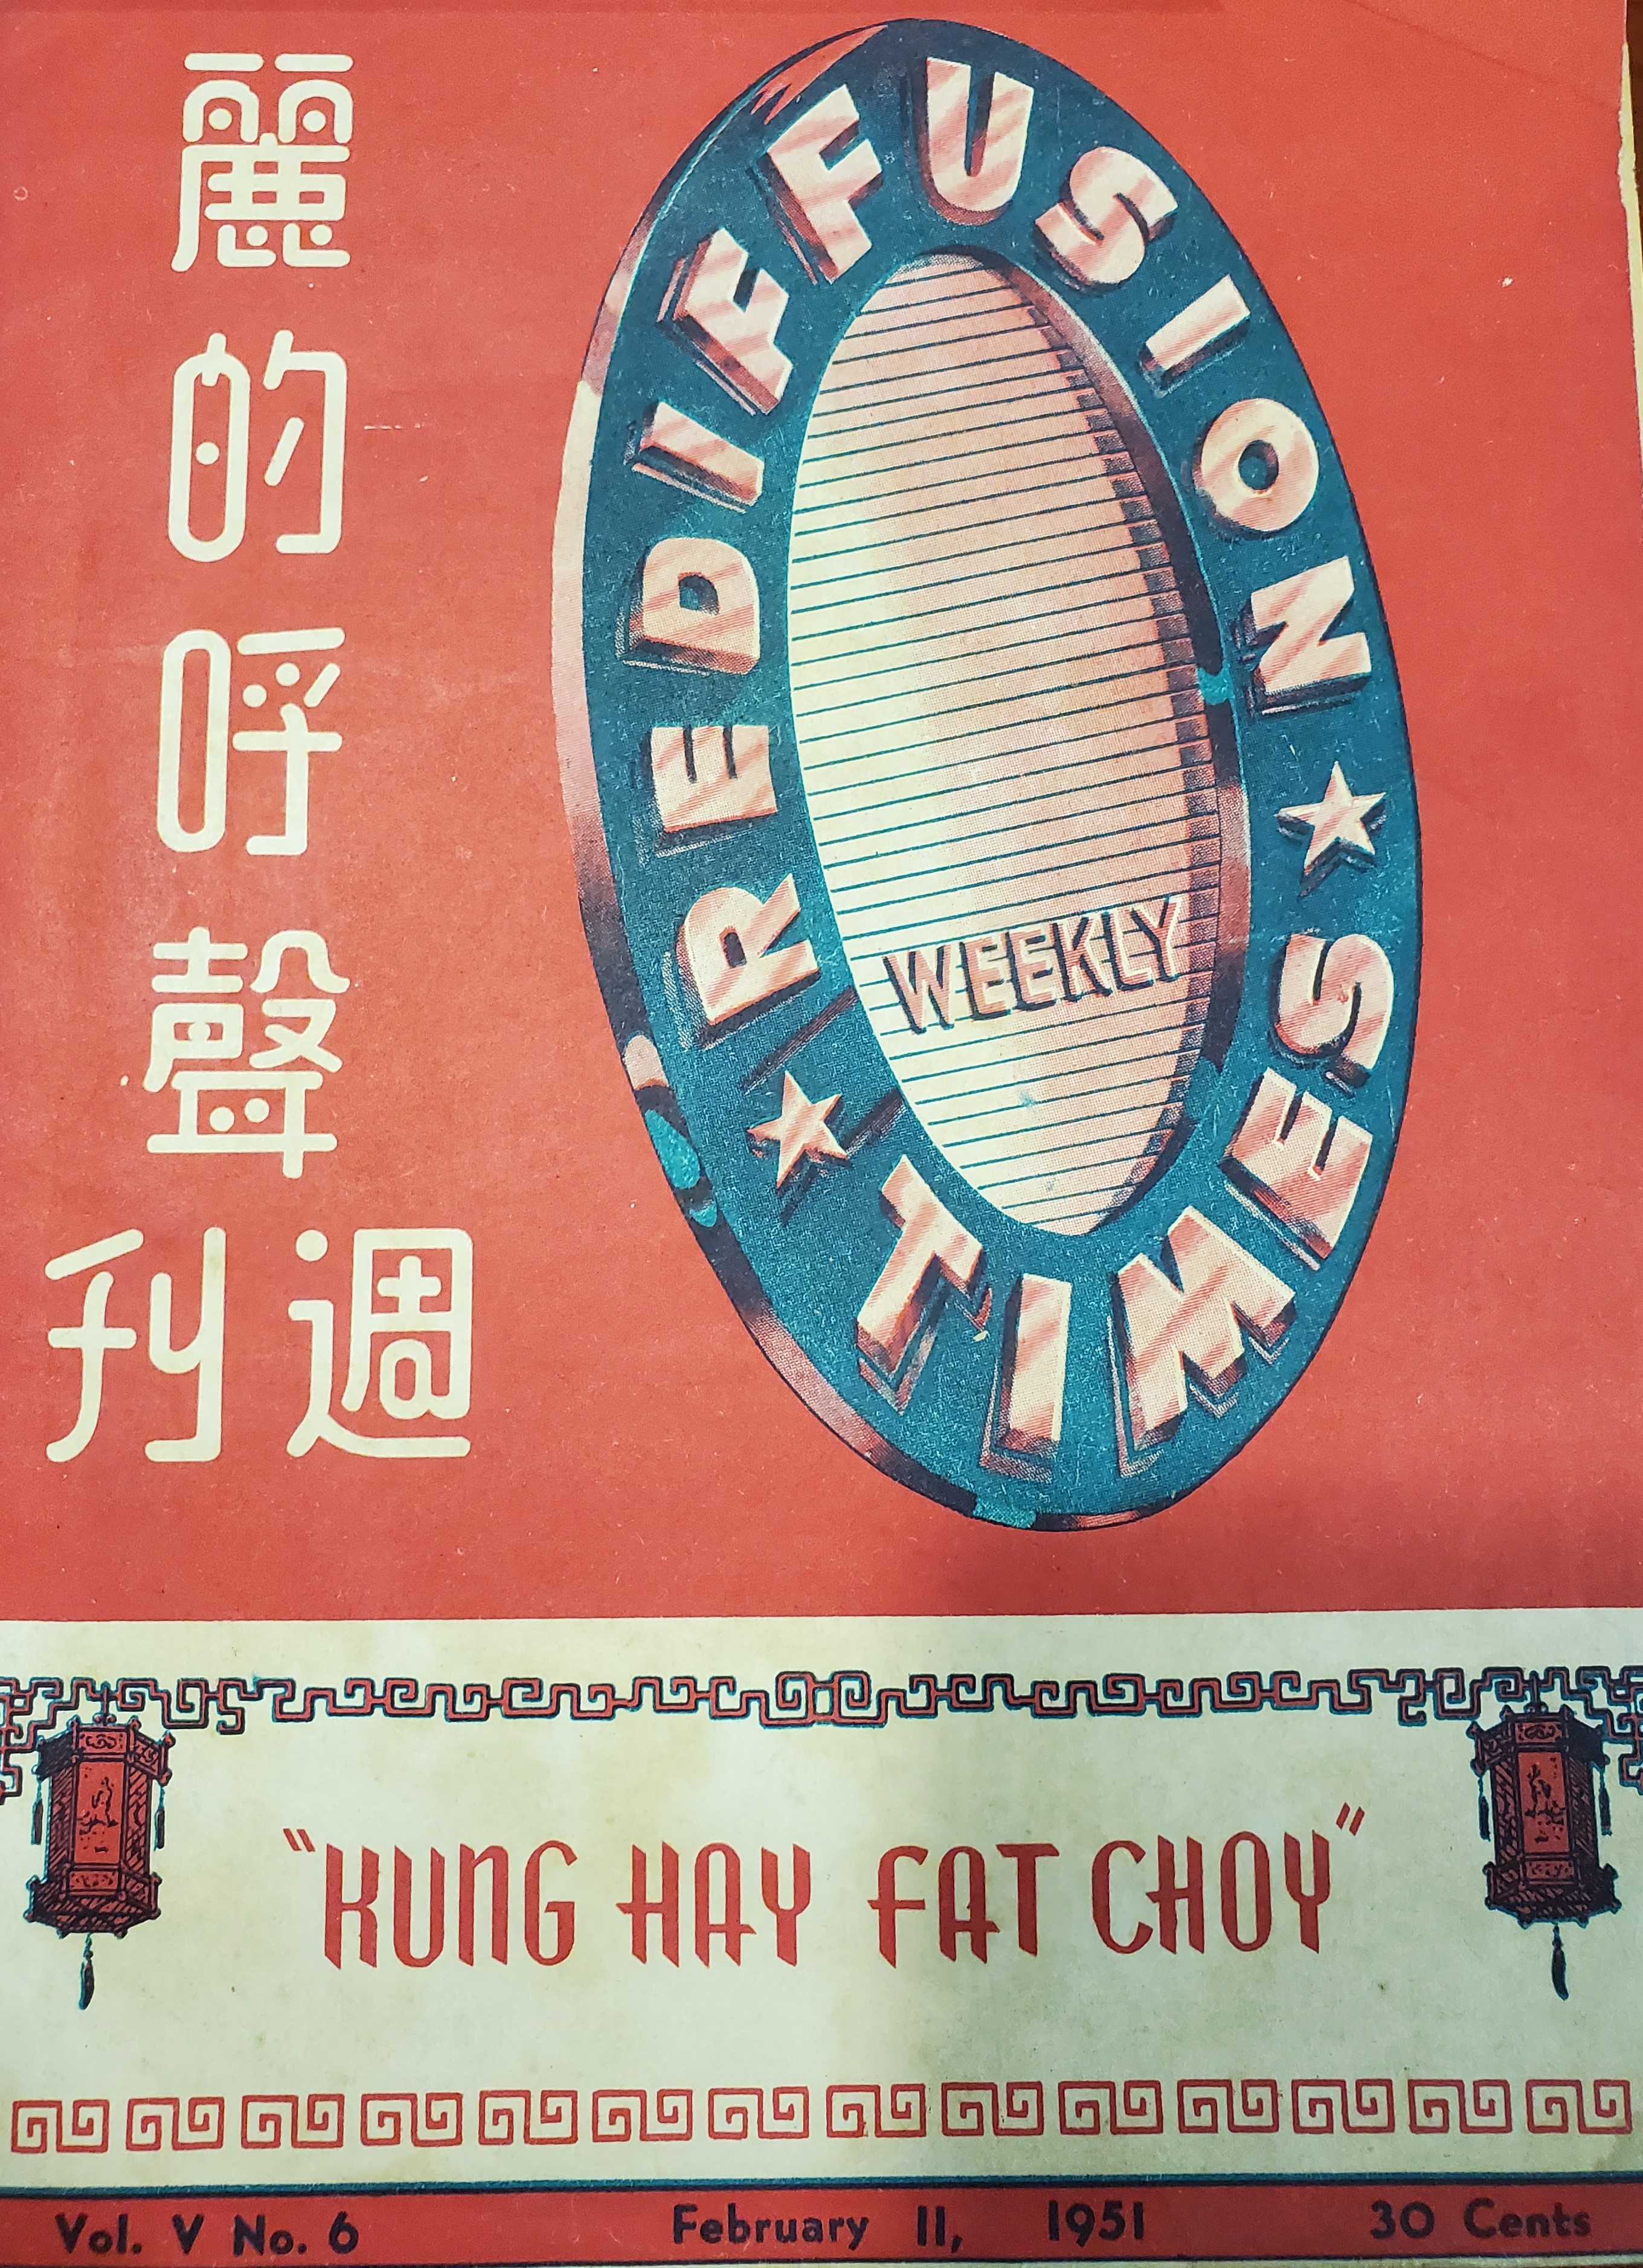 麗的呼聲
週刊
REDIFFUSION ★ TIMES ★
WEEKLY
"KUNG HAY FAT CHOY"
Vol. V No. 6 February 11, 1951 30 Cents